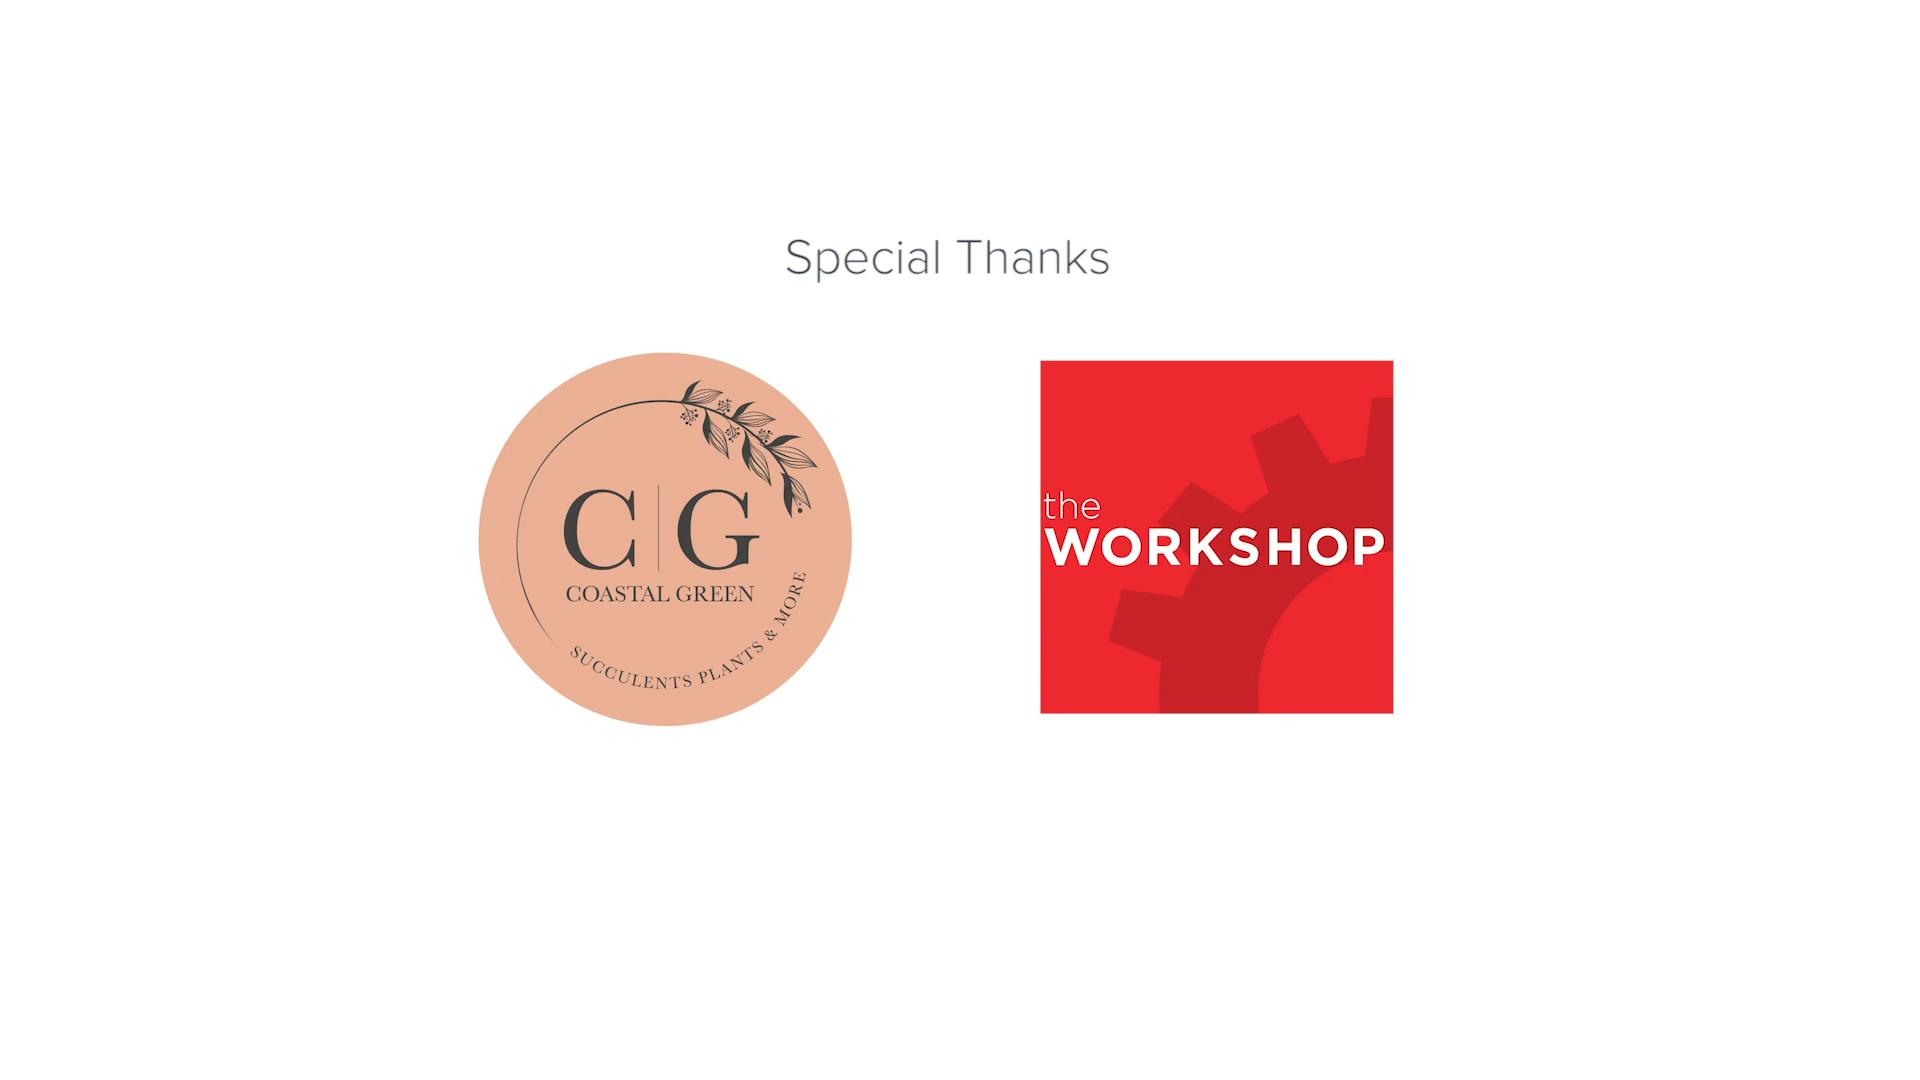 Special Thanks
C|G
COASTAL GREEN
SUCCULENTS PLANTS & MORE
the
WORKSHOP